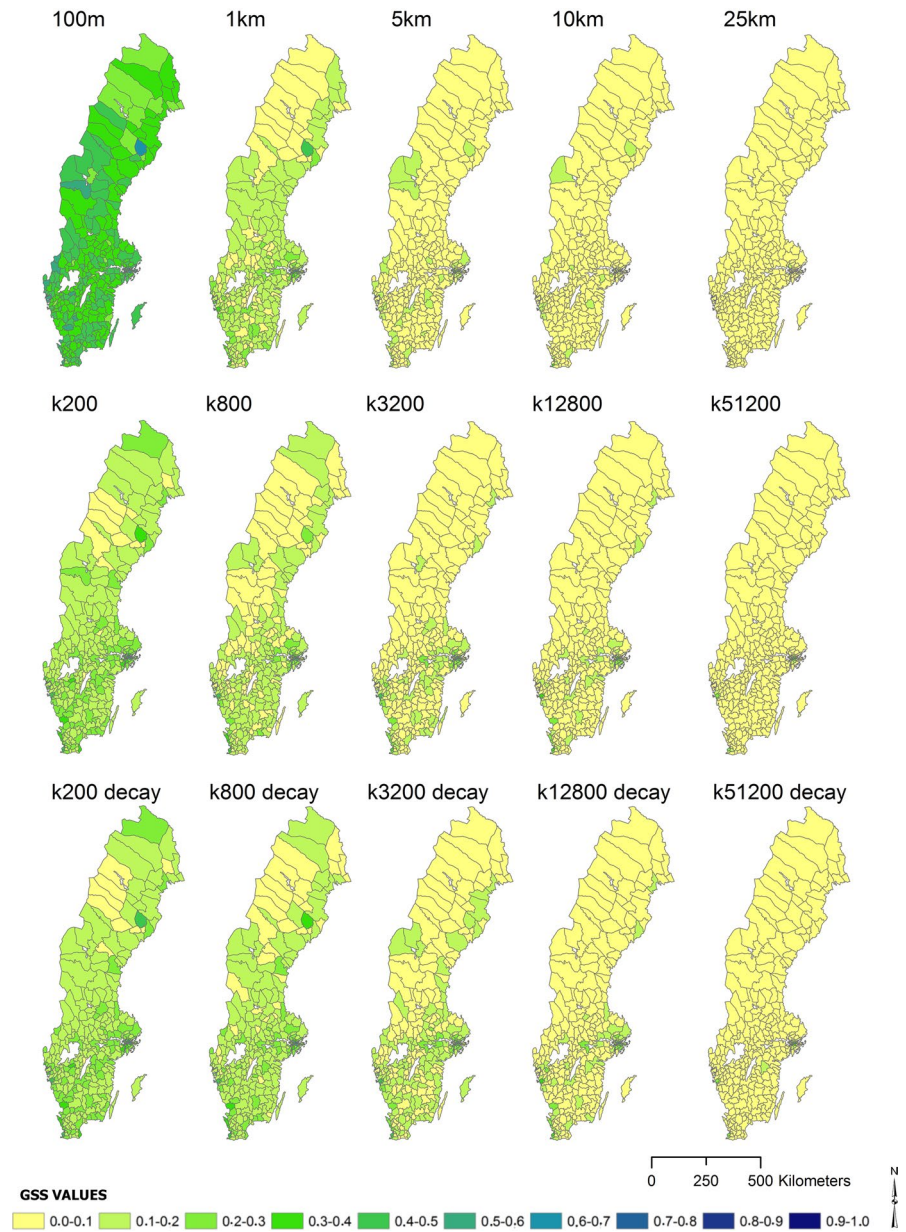 100m 1km 5km 10km 25km
k200 k800 k3200 k12800 k51200
k200 decay k800 decay k3200 decay k12800 decay k51200 decay
0 250 500 Kilometers
N
GSS VALUES
0.0-0.1 0.1-0.2 0.2-0.3 0.3-0.4 0.4-0.5 0.5-0.6 0.6-0.7 0.7-0.8 0.8-0.9 0.9-1.0